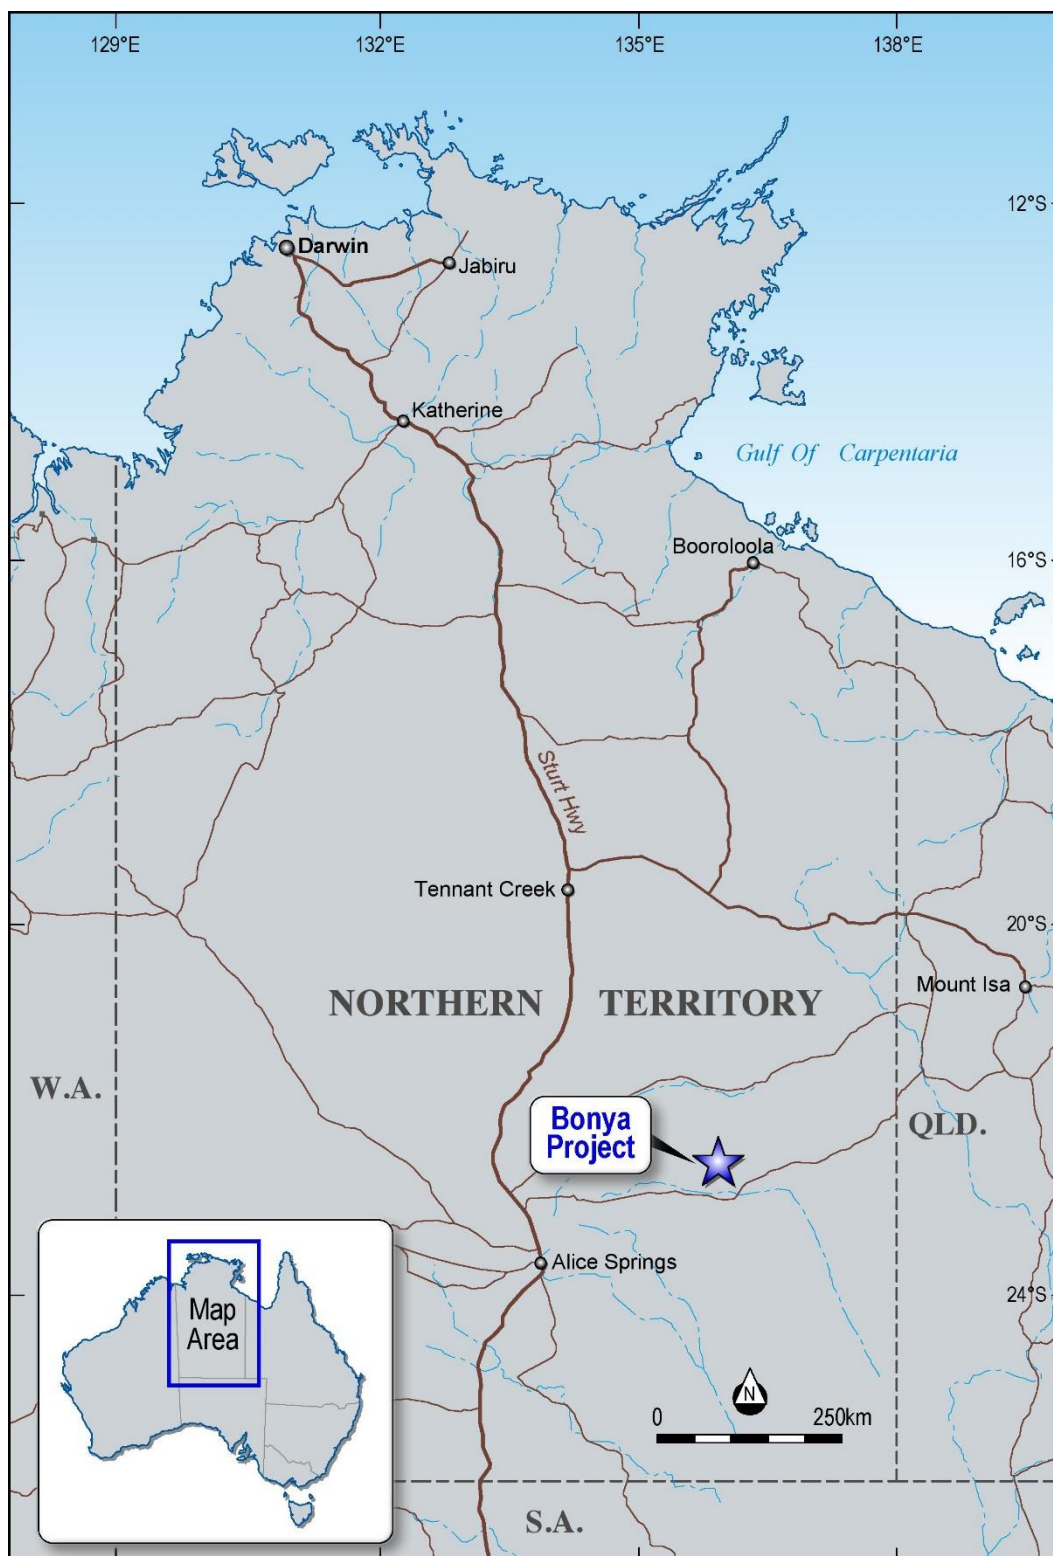 129°E
132°E
135°E
138°E
12°S
Darwin
Jabiru
Katherine
Gulf Of Carpentaria
Booroloola
16°S
Sturt Hwy
Tennant Creek
20°S
Mount Isa
NORTHERN TERRITORY
W.A.
Bonya
Project
QLD.
Alice Springs
24°S
Map
Area
N
0 250km
S.A.